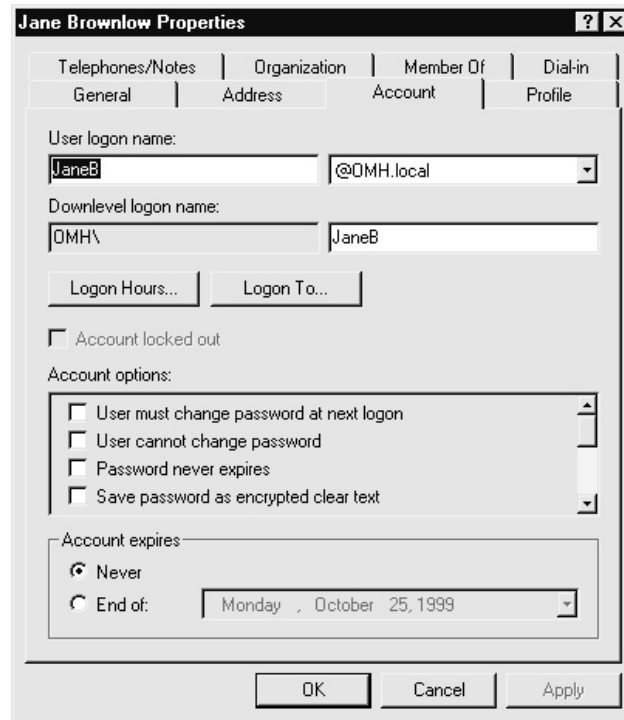 Jane Brownlow Properties ? X
Telephones/Notes Organization Member Of Dial-in
General Address Account Profile
User logon name:
JaneB @OMH.local
Downlevel logon name:
OMH\ JaneB
Logon Hours... Logon To...
Account locked out
Account options:
User must change password at next logon
User cannot change password
Password never expires
Save password as encrypted clear text
Account expires
Never
End of: Monday , October 25, 1999
OK Cancel Apply